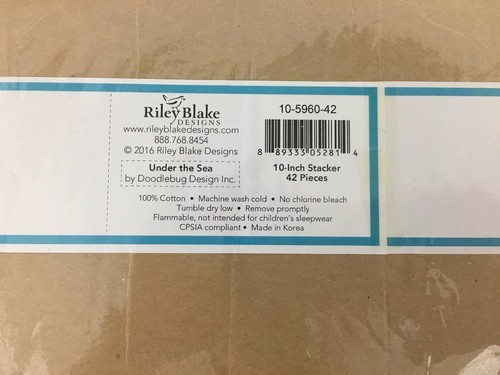 Riley Blake
DESIGNS
www.rileyblakedesigns.com
888.768.8454
© 2016 Riley Blake Designs
Under the Sea
by Doodlebug Design Inc.
10-5960-42
8 89333 05281 4
10-Inch Stacker
42 Pieces
100% Cotton • Machine wash cold • No chlorine bleach
Tumble dry low • Remove promptly
Flammable, not intended for children's sleepwear
CPSIA compliant • Made in Korea